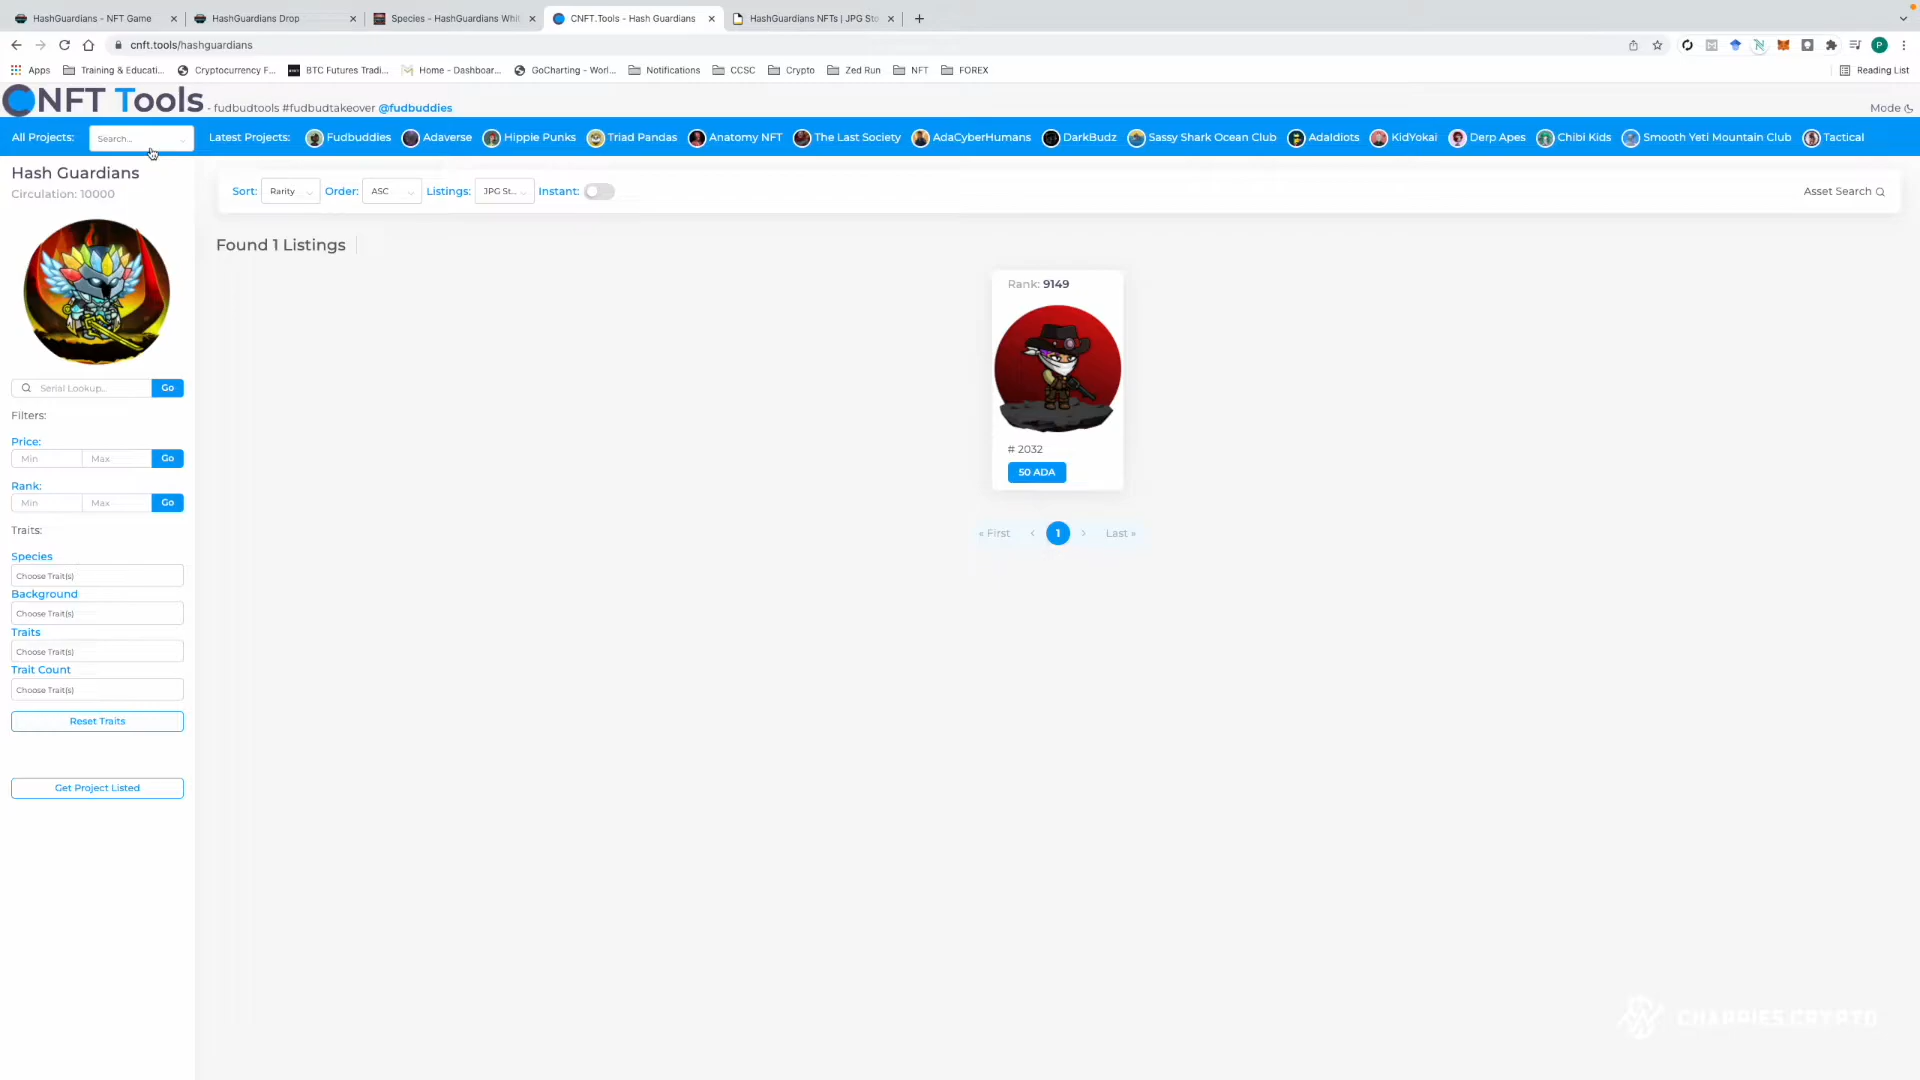 HashGuardians - NFT Game
HashGuardians Drop
Species - HashGuardians Whit
CNFT.Tools - Hash Guardians
HashGuardians NFTs | JPG Sto
cnft.tools/hashguardians
P
Apps
Training & Educati...
Cryptocurrency F...
BTC Futures Tradi...
Home - Dashboar...
GoCharting - Worl...
Notifications
CCSC
Crypto
Zed Run
NFT
FOREX
Reading List
CNFT Tools - fudbudtools #fudbudtakeover @fudbuddies
Mode
All Projects:
Search...
Latest Projects:
Fudbuddies
Adaverse
Hippie Punks
Triad Pandas
Anatomy NFT
The Last Society
AdaCyberHumans
DarkBudz
Sassy Shark Ocean Club
AdaIdiots
KidYokai
Derp Apes
Chibi Kids
Smooth Yeti Mountain Club
Tactical
Hash Guardians
Circulation: 10000
Sort: Rarity Order: ASC Listings: JPG St... Instant:
Asset Search
Found 1 Listings
Rank: 9149
# 2032
50 ADA
« First < 1 > Last »
Serial Lookup... Go
Filters:
Price:
Min Max Go
Rank:
Min Max Go
Traits:
Species
Choose Trait(s)
Background
Choose Trait(s)
Traits
Choose Trait(s)
Trait Count
Choose Trait(s)
Reset Traits
Get Project Listed
CHAPPIES CRYPTO